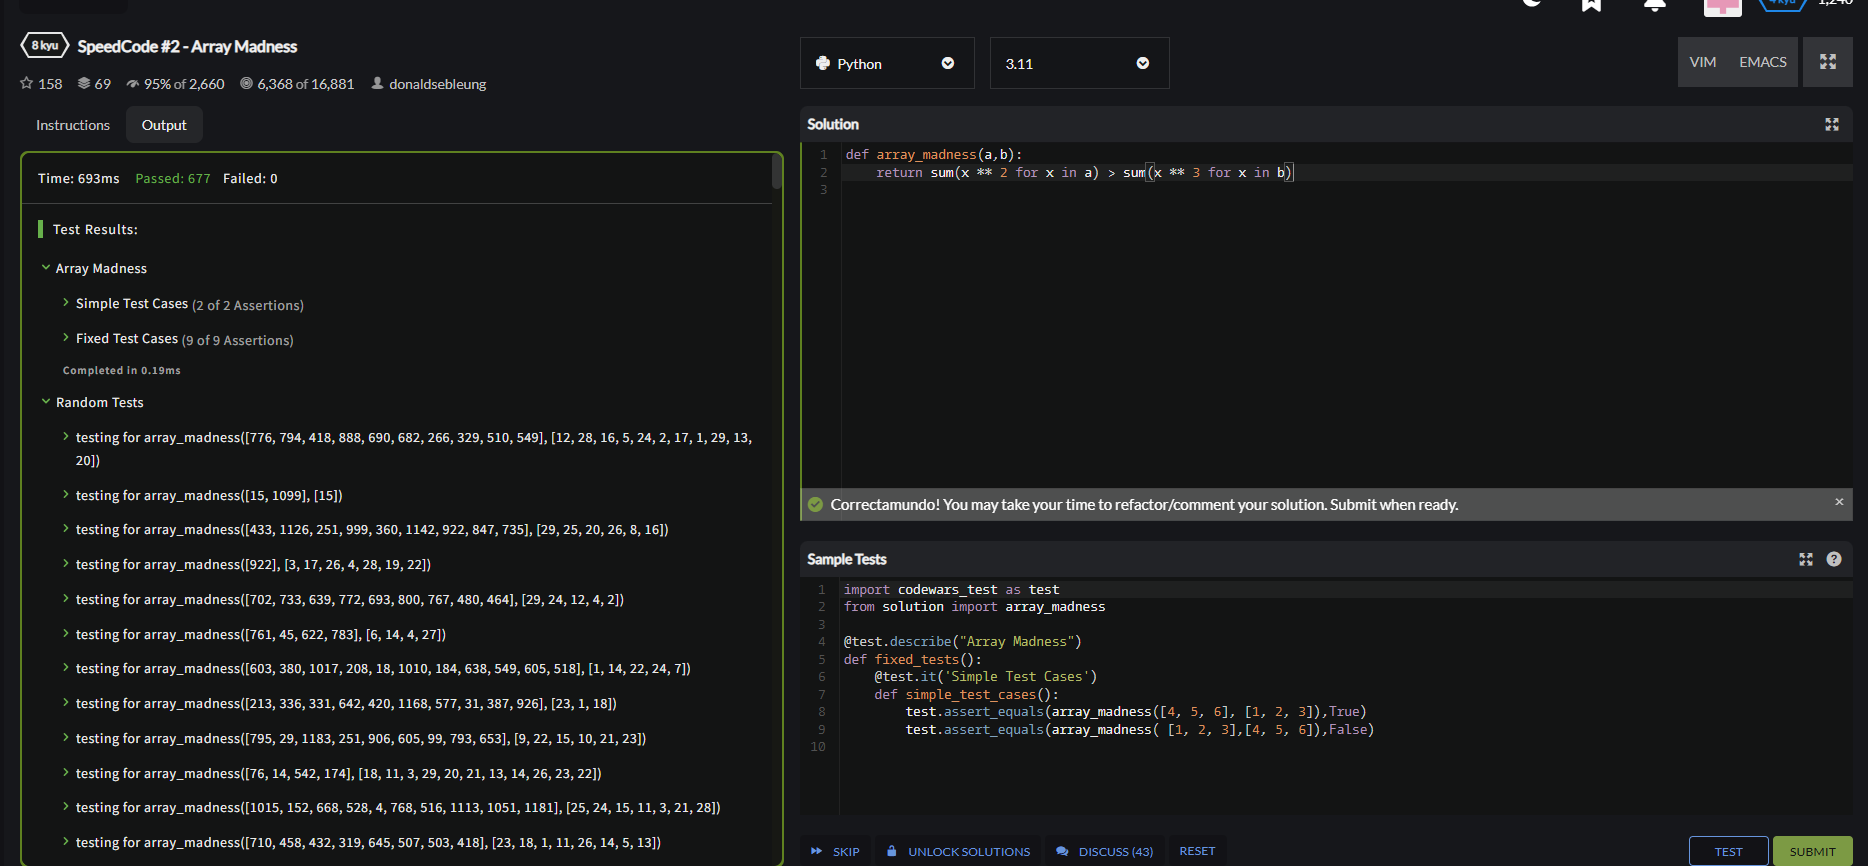 4 kyu 1,240
8 kyu SpeedCode #2 - Array Madness
158 69 95% of 2,660 6,368 of 16,881 donaldsebleung
Instructions Output
Time: 693ms Passed: 677 Failed: 0
Test Results:
Array Madness
Simple Test Cases (2 of 2 Assertions)
Fixed Test Cases (9 of 9 Assertions)
Completed in 0.19ms
Random Tests
testing for array_madness([776, 794, 418, 888, 690, 682, 266, 329, 510, 549], [12, 28, 16, 5, 24, 2, 17, 1, 29, 13,
20])
testing for array_madness([15, 1099], [15])
testing for array_madness([433, 1126, 251, 999, 360, 1142, 922, 847, 735], [29, 25, 20, 26, 8, 16])
testing for array_madness([922], [3, 17, 26, 4, 28, 19, 22])
testing for array_madness([702, 733, 639, 772, 693, 800, 767, 480, 464], [29, 24, 12, 4, 2])
testing for array_madness([761, 45, 622, 783], [6, 14, 4, 27])
testing for array_madness([603, 380, 1017, 208, 18, 1010, 184, 638, 549, 605, 518], [1, 14, 22, 24, 7])
testing for array_madness([213, 336, 331, 642, 420, 1168, 577, 31, 387, 926], [23, 1, 18])
testing for array_madness([795, 29, 1183, 251, 906, 605, 99, 793, 653], [9, 22, 15, 10, 21, 23])
testing for array_madness([76, 14, 542, 174], [18, 11, 3, 29, 20, 21, 13, 14, 26, 23, 22])
testing for array_madness([1015, 152, 668, 528, 4, 768, 516, 1113, 1051, 1181], [25, 24, 15, 11, 3, 21, 28])
testing for array_madness([710, 458, 432, 319, 645, 507, 503, 418], [23, 18, 1, 11, 26, 14, 5, 13])
Python 3.11 VIM EMACS
Solution
1 def array_madness(a,b):
2 return sum(x ** 2 for x in a) > sum(x ** 3 for x in b)
3
Correctamundo! You may take your time to refactor/comment your solution. Submit when ready. ×
Sample Tests ?
1 import codewars_test as test
2 from solution import array_madness
3
4 @test.describe("Array Madness")
5 def fixed_tests():
6 @test.it('Simple Test Cases')
7 def simple_test_cases():
8 test.assert_equals(array_madness([4, 5, 6], [1, 2, 3]),True)
9 test.assert_equals(array_madness( [1, 2, 3],[4, 5, 6]),False)
10
SKIP UNLOCK SOLUTIONS DISCUSS (43) RESET TEST SUBMIT